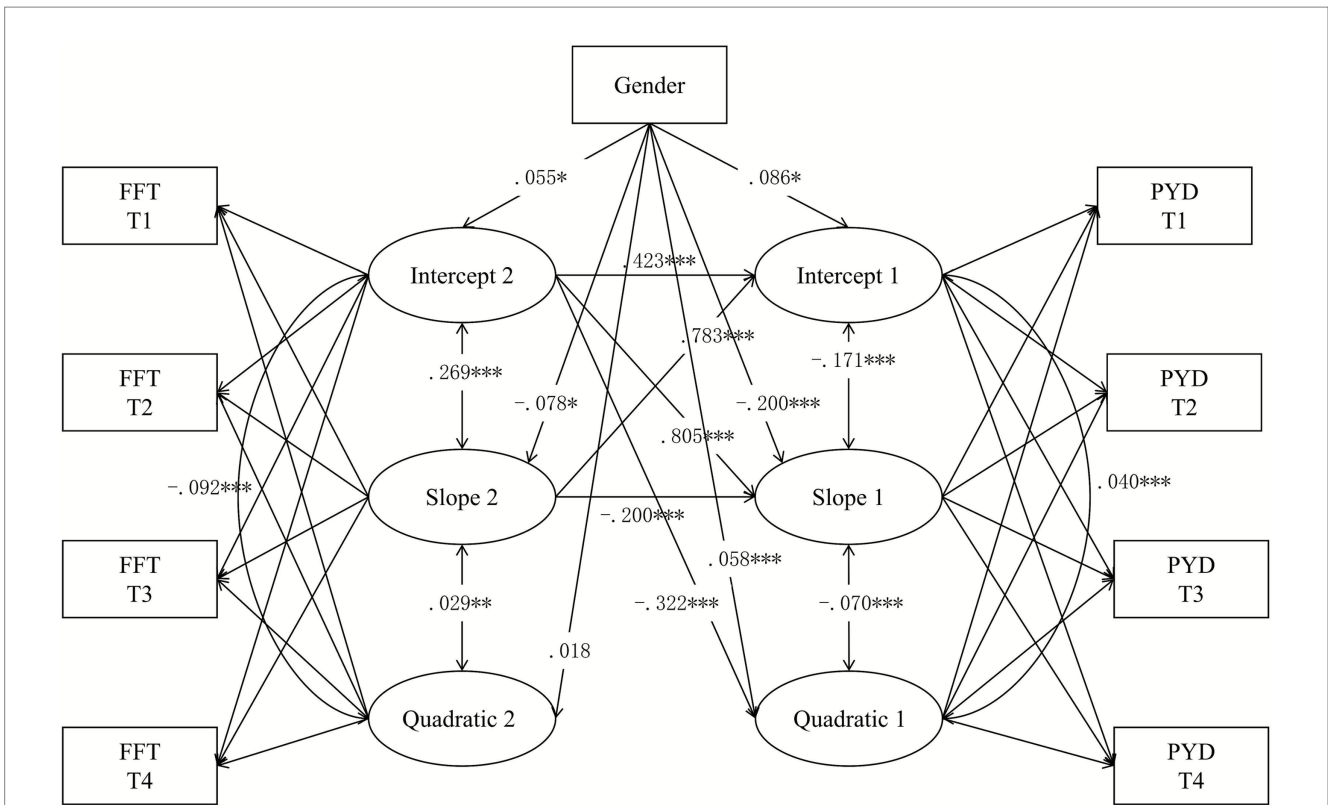 Gender
.055*
.086*
FFT
T1
PYD
T1
Intercept 2
.423***
Intercept 1
.783***
FFT
T2
.269***
-.078*
-.171***
-.200***
PYD
T2
.805***
-.092***
Slope 2
-.200***
Slope 1
.040***
FFT
T3
.058***
PYD
T3
.029**
-.322***
-.070***
.018
Quadratic 2
Quadratic 1
FFT
T4
PYD
T4